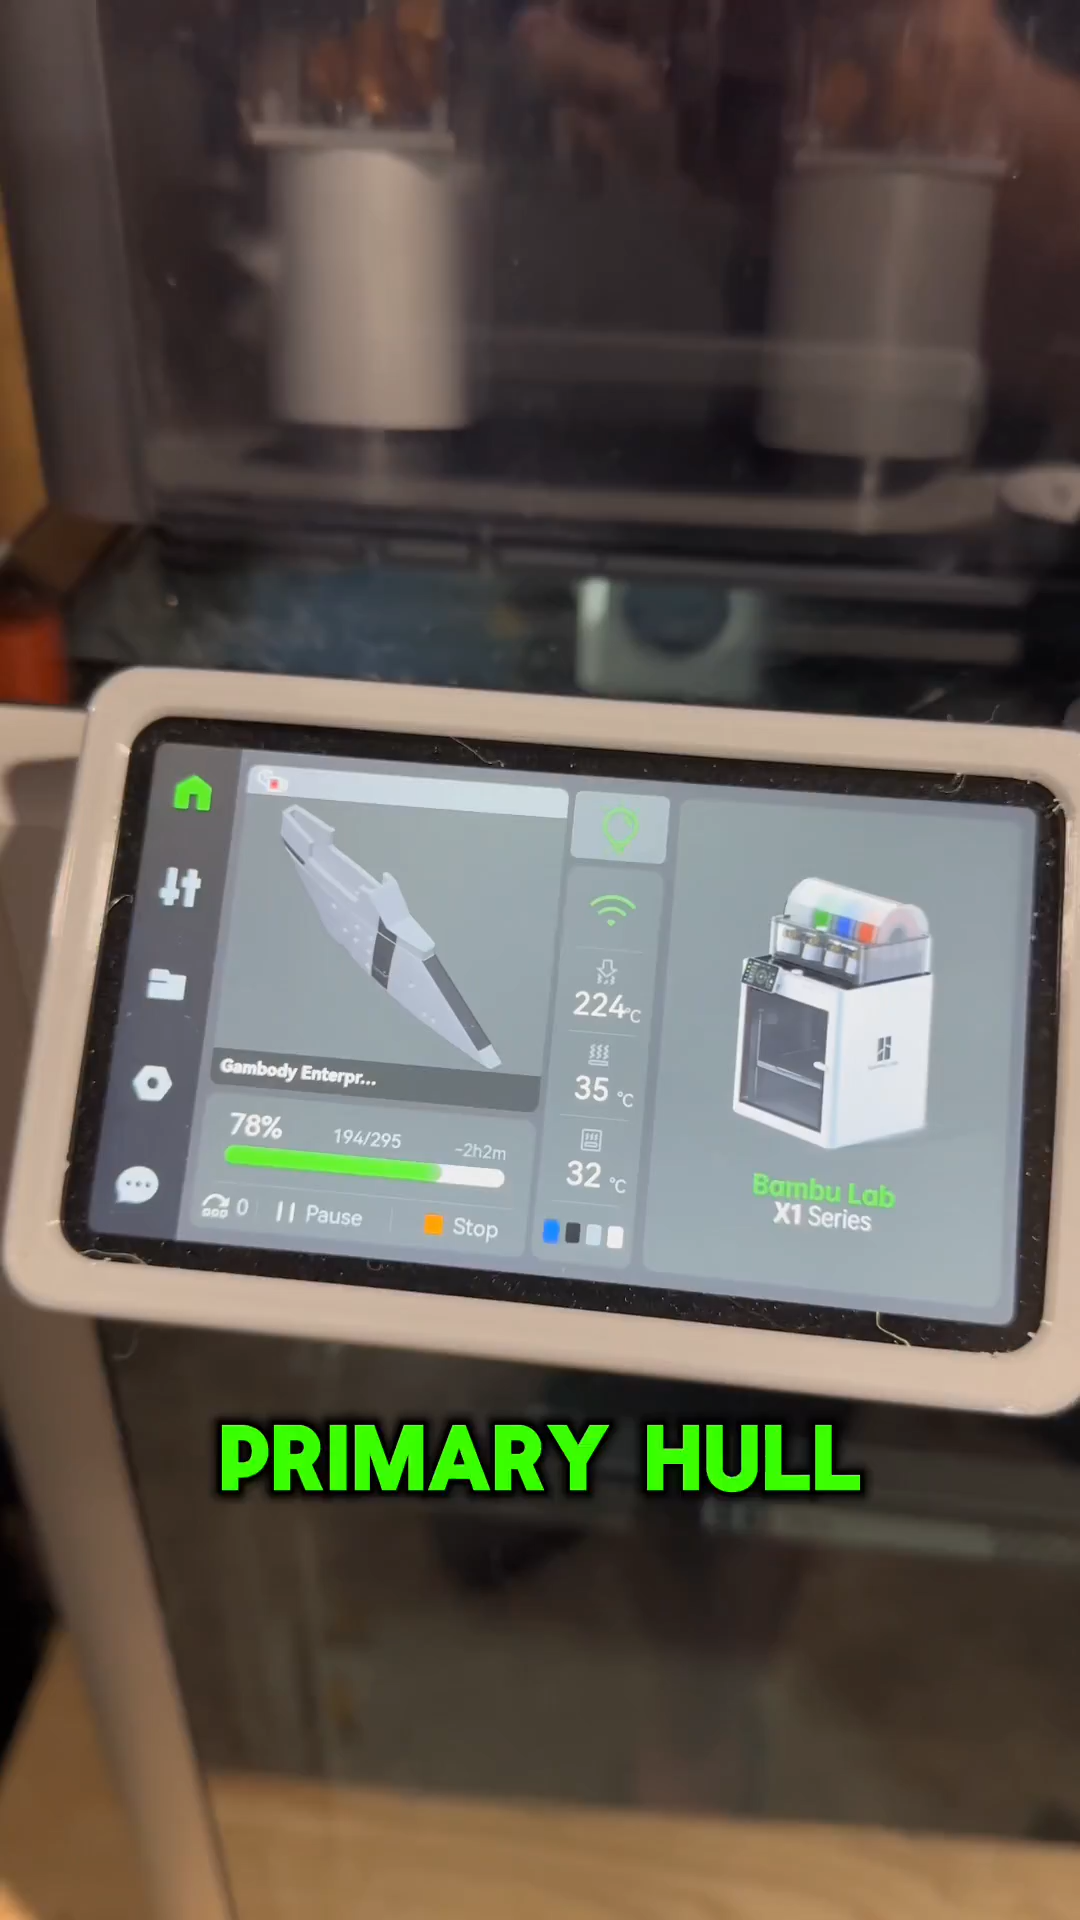 Gambody Enterpr...
78%
194/295
-2h2m
0
Pause
Stop
224°C
35 °C
32 °C
Bambu Lab
X1 Series
PRIMARY HULL